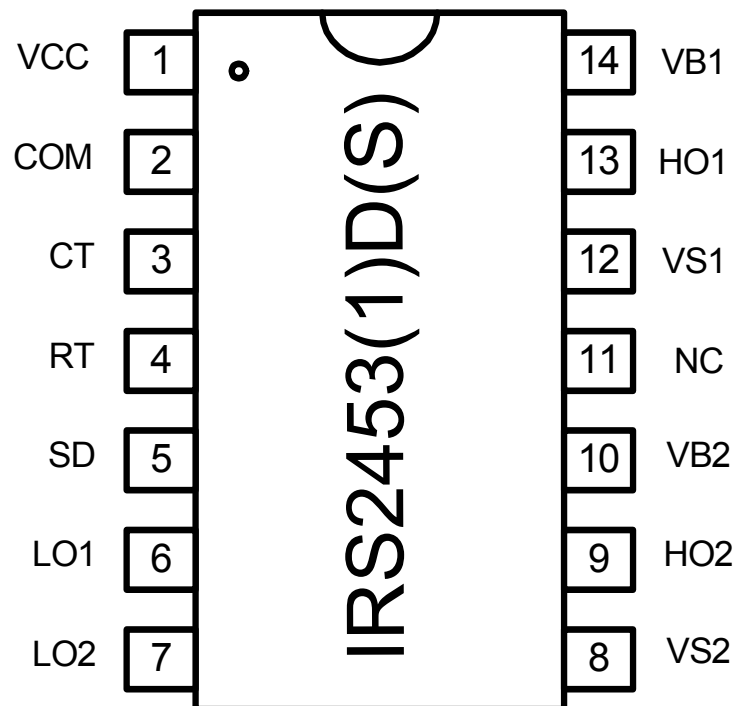 VCC 1 14 VB1
COM 2 13 HO1
CT 3 12 VS1
RT 4 11 NC
SD 5 10 VB2
LO1 6 9 HO2
LO2 7 8 VS2
IRS2453(1)D(S)